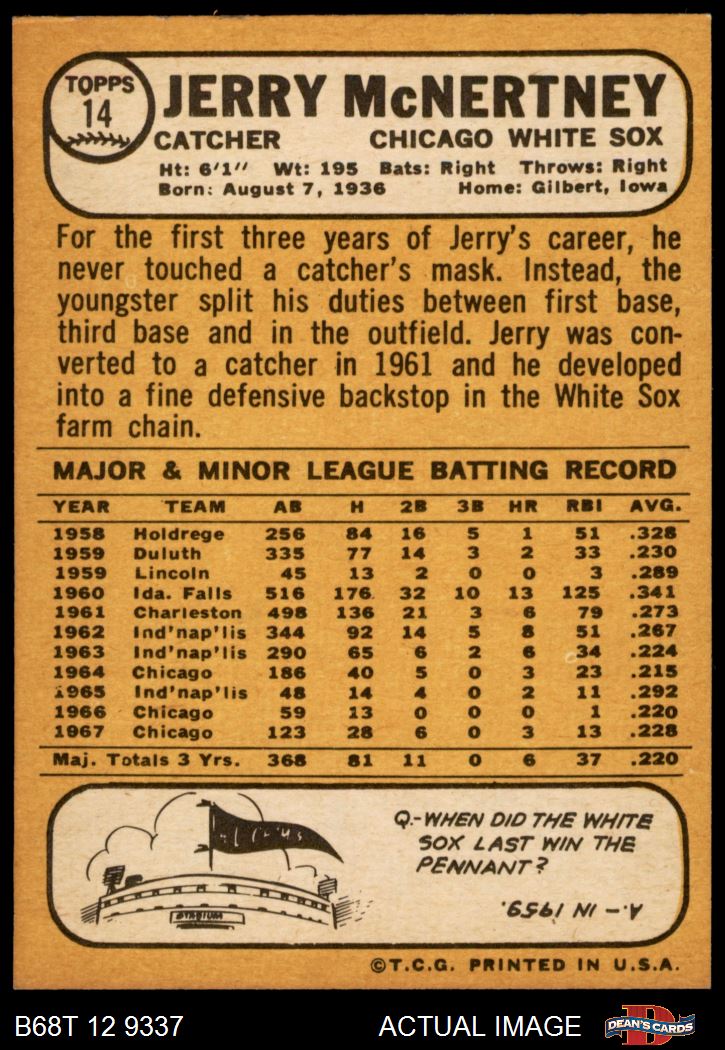 TOPPS
14
JERRY McNERTNEY
CATCHER CHICAGO WHITE SOX
Ht: 6'1" Wt: 195 Bats: Right Throws: Right
Born: August 7, 1936 Home: Gilbert, Iowa
For the first three years of Jerry's career, he
never touched a catcher's mask. Instead, the
youngster split his duties between first base,
third base and in the outfield. Jerry was con-
verted to a catcher in 1961 and he developed
into a fine defensive backstop in the White Sox
farm chain.
MAJOR & MINOR LEAGUE BATTING RECORD
YEAR TEAM AB H 2B 3B HR RBI AVG.
1958 Holdrege 256 84 16 5 1 51 .328
1959 Duluth 335 77 14 3 2 33 .230
1959 Lincoln 45 13 2 0 0 3 .289
1960 Ida. Falls 516 176 32 10 13 125 .341
1961 Charleston 498 136 21 3 6 79 .273
1962 Ind'nap'lis 344 92 14 5 8 51 .267
1963 Ind'nap'lis 290 65 6 2 6 34 .224
1964 Chicago 186 40 5 0 3 23 .215
1965 Ind'nap'lis 48 14 4 0 2 11 .292
1966 Chicago 59 13 0 0 0 1 .220
1967 Chicago 123 28 6 0 3 13 .228
Maj. Totals 3 Yrs. 368 81 11 0 6 37 .220
STADIUM
Q.-WHEN DID THE WHITE
SOX LAST WIN THE
PENNANT?
A.-IN 1959.
©T.C.G. PRINTED IN U.S.A.
B68T 12 9337 ACTUAL IMAGE
DEAN'S CARDS